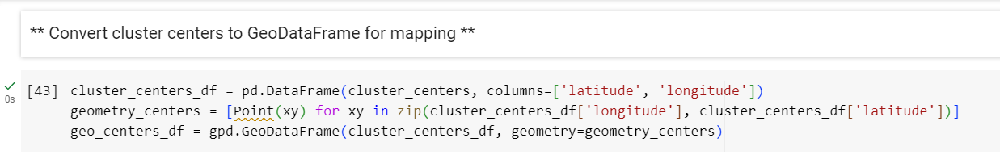 ** Convert cluster centers to GeoDataFrame for mapping **
[43] cluster_centers_df = pd.DataFrame(cluster_centers, columns=['latitude', 'longitude'])
geometry_centers = [Point(xy) for xy in zip(cluster_centers_df['longitude'], cluster_centers_df['latitude'])]
0s
geo_centers_df = gpd.GeoDataFrame(cluster_centers_df, geometry=geometry_centers)